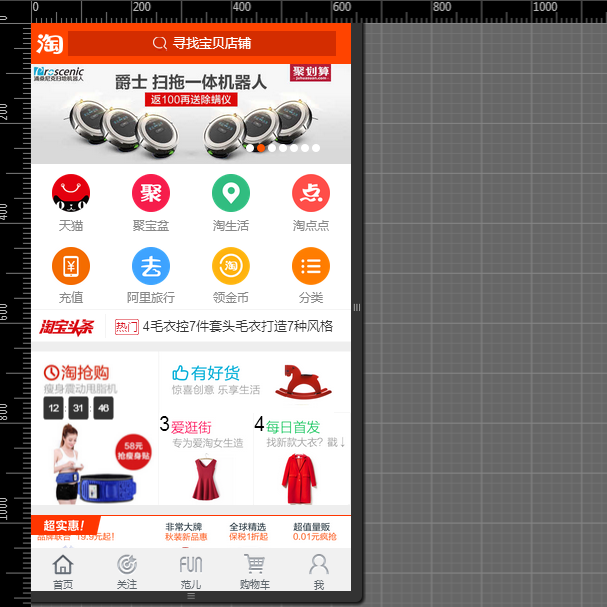 0 200 400 600 800 1000
淘 寻找宝贝店铺
Proscenic 聚划算
浦桑尼克扫地机器人
爵士 扫拖一体机器人
返100再送除螨仪
天猫 聚宝盆 淘生活 淘点点
充值 阿里旅行 领金币 分类
淘宝头条 热门 4毛衣控7件套头毛衣打造7种风格
淘抢购 有好货
瘦身震动甩脂机 惊喜创意 乐享生活
12 : 31 : 46
3爱逛街 4每日首发
专为爱淘女生造 找新款大衣？戳↓
58元
抢瘦身贴
超实惠！ 非常大牌 全球精选 超值量贩
品牌联合 19.9元起！ 秋装新品惠 保税1折起 0.01元疯抢
FUN
首页 关注 范儿 购物车 我
0
200
400
600
800
1000